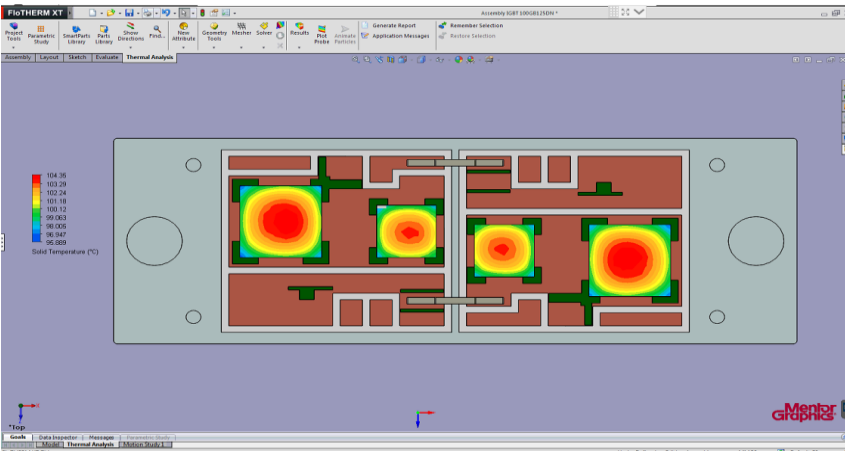 FloTHERM XT
Assembly IGBT 100GB125DN *
Project Tools
Parametric Study
SmartParts Library
Parts Library
Show Directions
Find...
New Attribute
Geometry Tools
Mesher
Solver
Results
Plot Probe
Animate Particles
Generate Report
Application Messages
Remember Selection
Restore Selection
Assembly
Layout
Sketch
Evaluate
Thermal Analysis
104.35
103.29
102.24
101.18
100.12
99.063
98.005
96.947
95.889
Solid Temperature (°C)
X
*Top
Mentor
Graphics
Goals
Data Inspector
Messages
Parametric Study
Model
Thermal Analysis
Motion Study 1